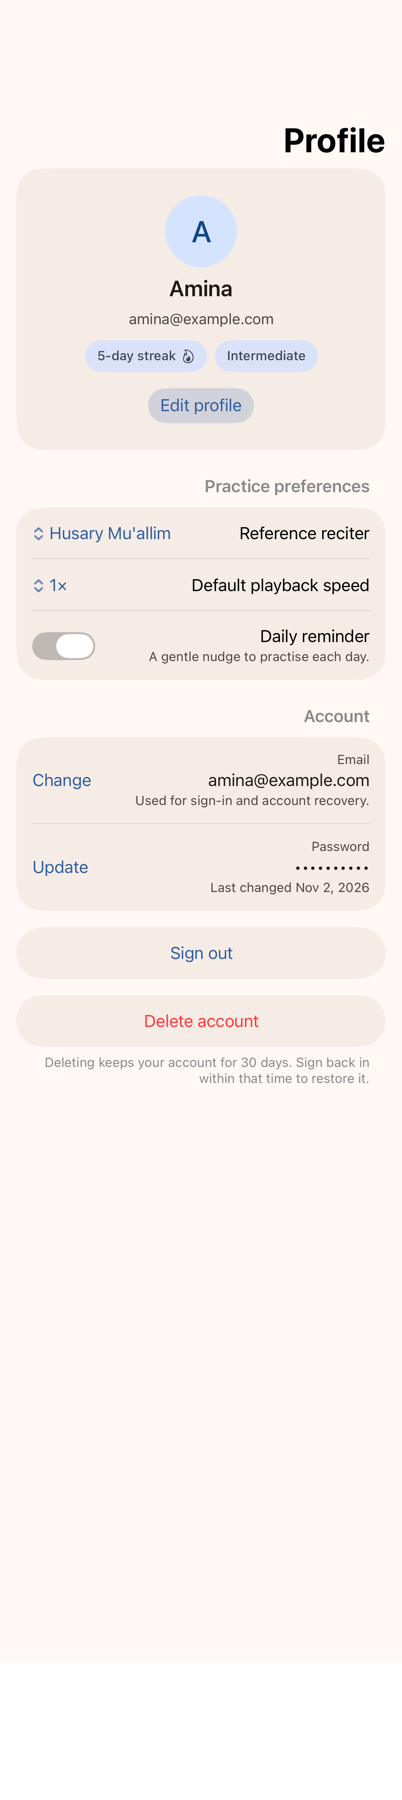 Profile
A
Amina
amina@example.com
5-day streak
Intermediate
Edit profile
Practice preferences
Reference reciter
Husary Mu'allim
Default playback speed
1×
Daily reminder
A gentle nudge to practise each day.
Account
Email
amina@example.com
Used for sign-in and account recovery.
Change
Password
••••••••••
Last changed Nov 2, 2026
Update
Sign out
Delete account
Deleting keeps your account for 30 days. Sign back in
within that time to restore it.